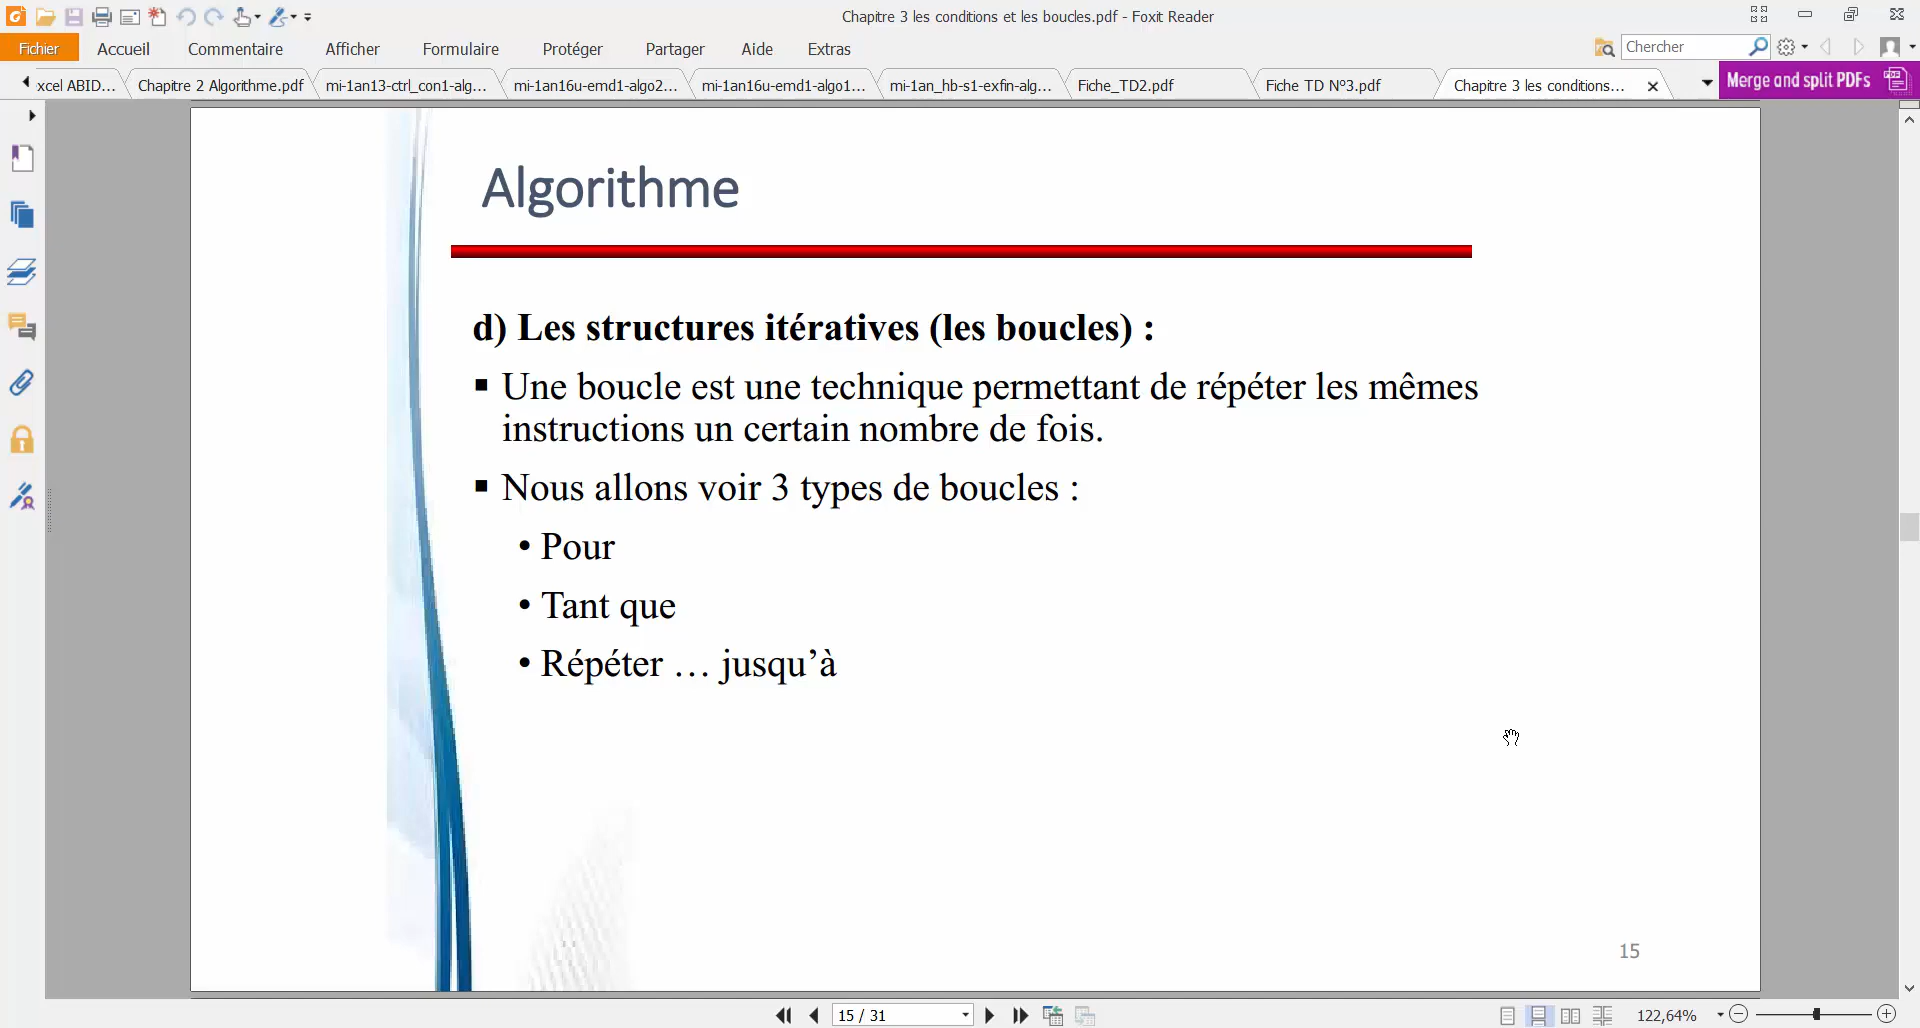 Chapitre 3 les conditions et les boucles.pdf - Foxit Reader
Fichier Accueil Commentaire Afficher Formulaire Protéger Partager Aide Extras Chercher
xcel ABID... Chapitre 2 Algorithme.pdf mi-1an13-ctrl_con1-alg... mi-1an16u-emd1-algo2... mi-1an16u-emd1-algo1... mi-1an_hb-s1-exfin-alg... Fiche_TD2.pdf Fiche TD N°3.pdf Chapitre 3 les conditions... Merge and split PDFs
Algorithme
d) Les structures itératives (les boucles) :
▪ Une boucle est une technique permettant de répéter les mêmes
instructions un certain nombre de fois.
▪ Nous allons voir 3 types de boucles :
• Pour
• Tant que
• Répéter … jusqu’à
15
15 / 31 122,64%